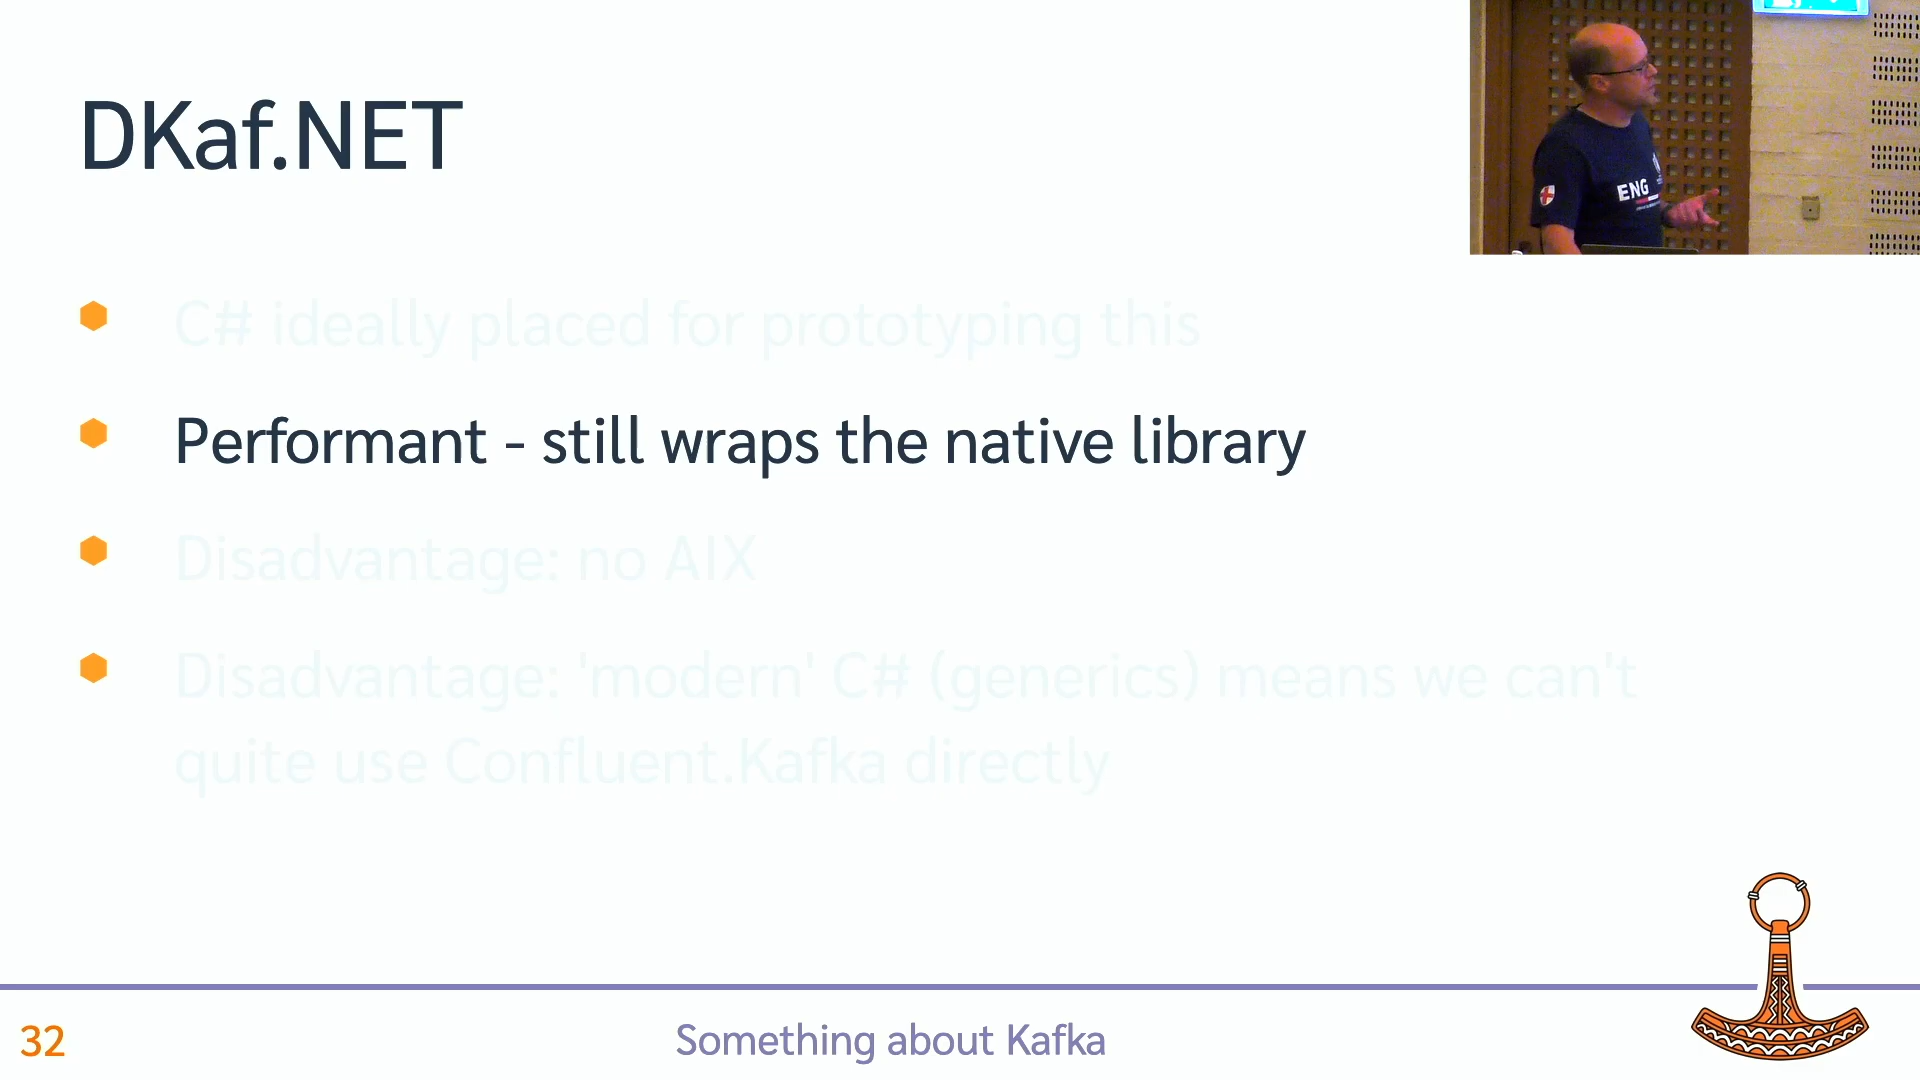 DKaf.NET
C# ideally placed for prototyping this
Performant - still wraps the native library
Disadvantage: no AIX
Disadvantage: 'modern' C# (generics) means we can't
quite use Confluent.Kafka directly
32
Something about Kafka
ENG